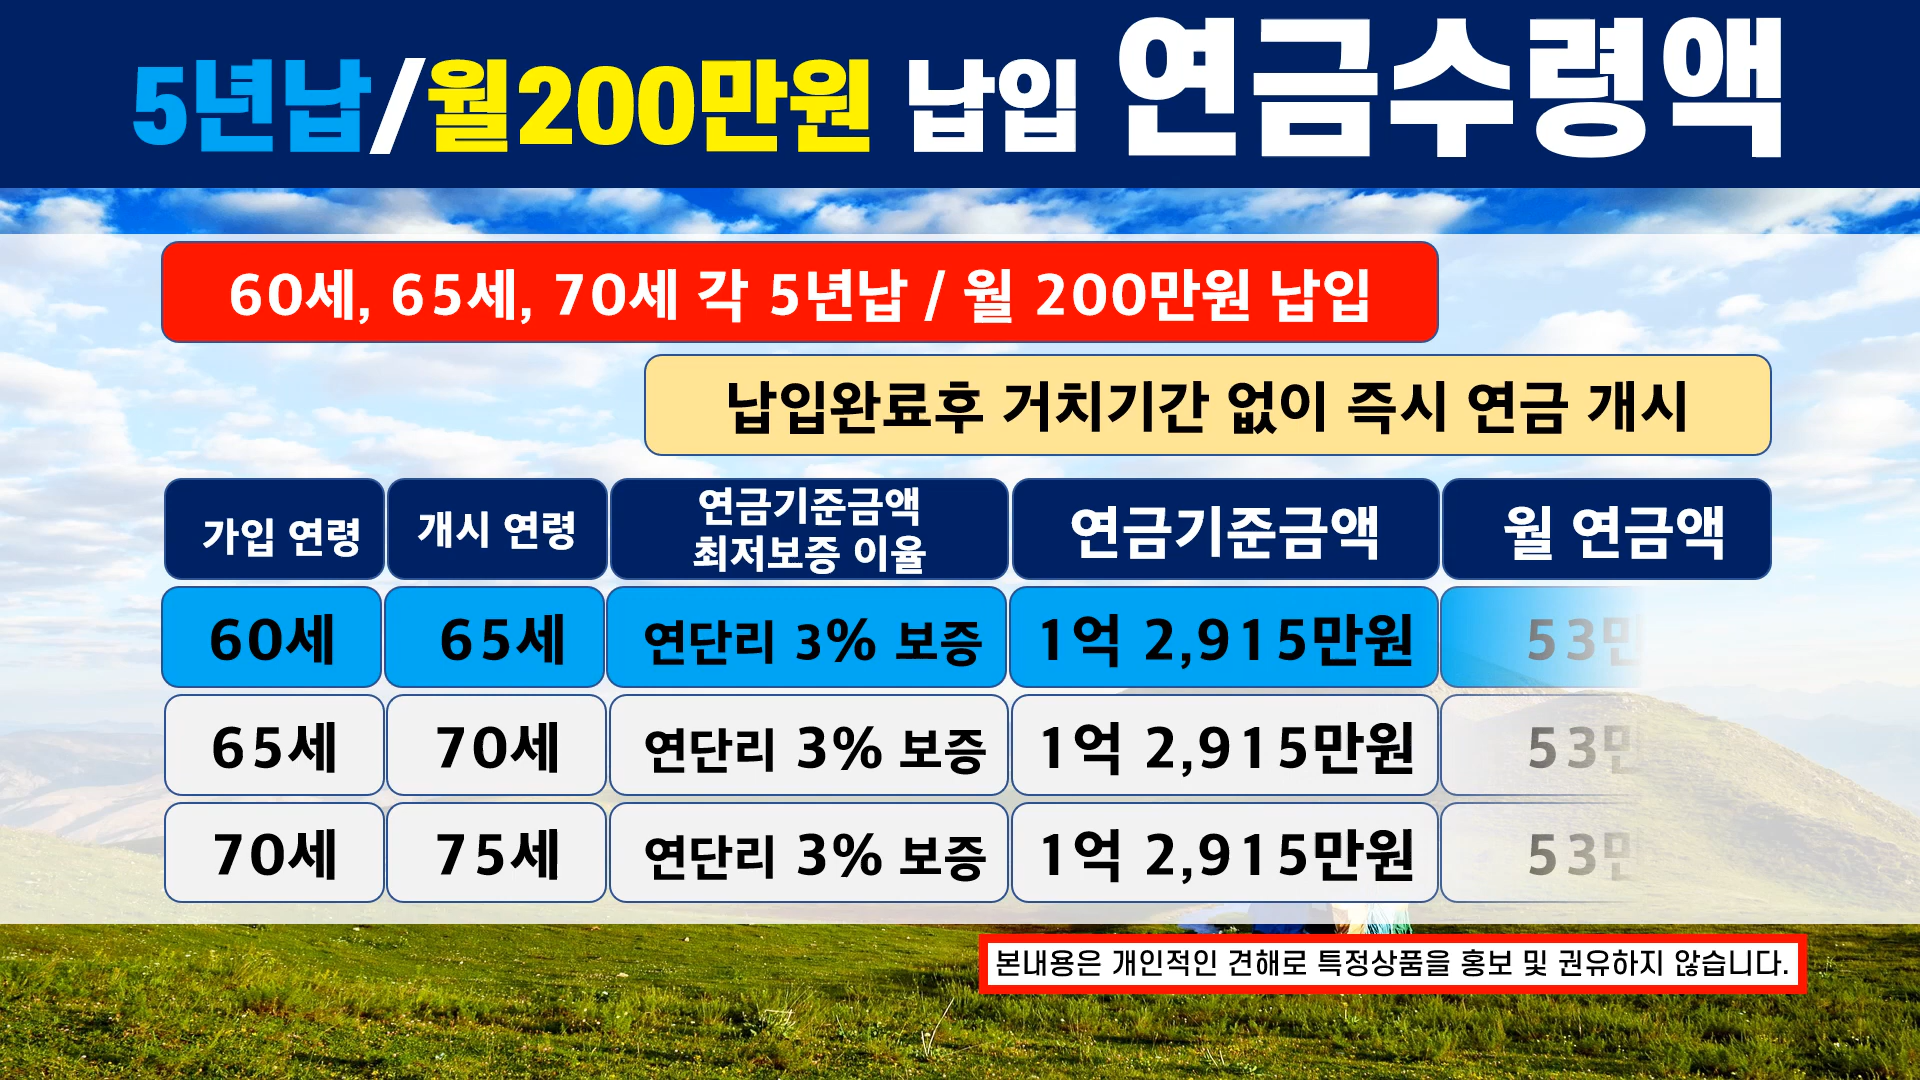 5년납/월200만원 납입 연금수령액
60세, 65세, 70세 각 5년납 / 월 200만원 납입
납입완료후 거치기간 없이 즉시 연금 개시
가입 연령 개시 연령 연금기준금액 최저보증 이율 연금기준금액 월 연금액
60세 65세 연단리 3% 보증 1억 2,915만원 53만
65세 70세 연단리 3% 보증 1억 2,915만원 53
70세 75세 연단리 3% 보증 1억 2,915만원 53
본내용은 개인적인 견해로 특정상품을 홍보 및 권유하지 않습니다.